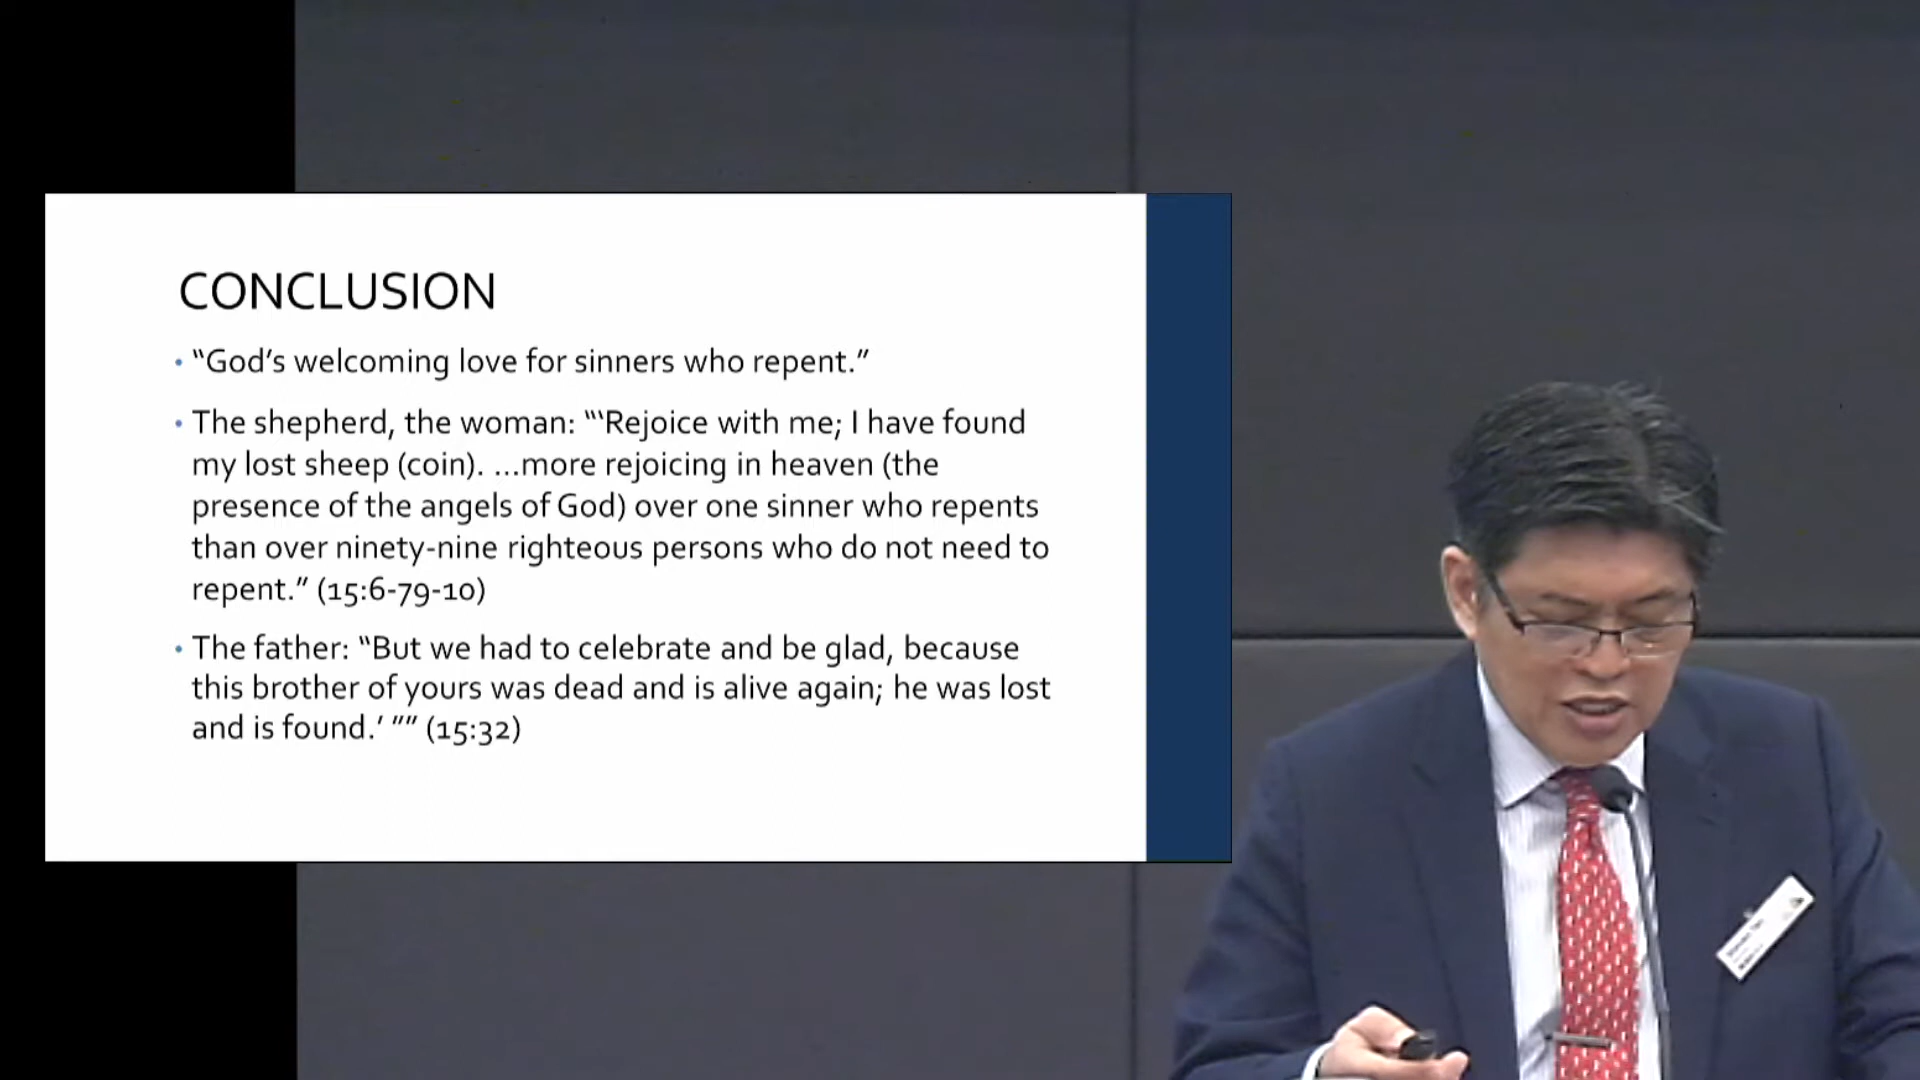 CONCLUSION
• “God’s welcoming love for sinners who repent.”
• The shepherd, the woman: “‘Rejoice with me; I have found
my lost sheep (coin). …more rejoicing in heaven (the
presence of the angels of God) over one sinner who repents
than over ninety-nine righteous persons who do not need to
repent.” (15:6-79-10)
• The father: “But we had to celebrate and be glad, because
this brother of yours was dead and is alive again; he was lost
and is found.’ ”” (15:32)